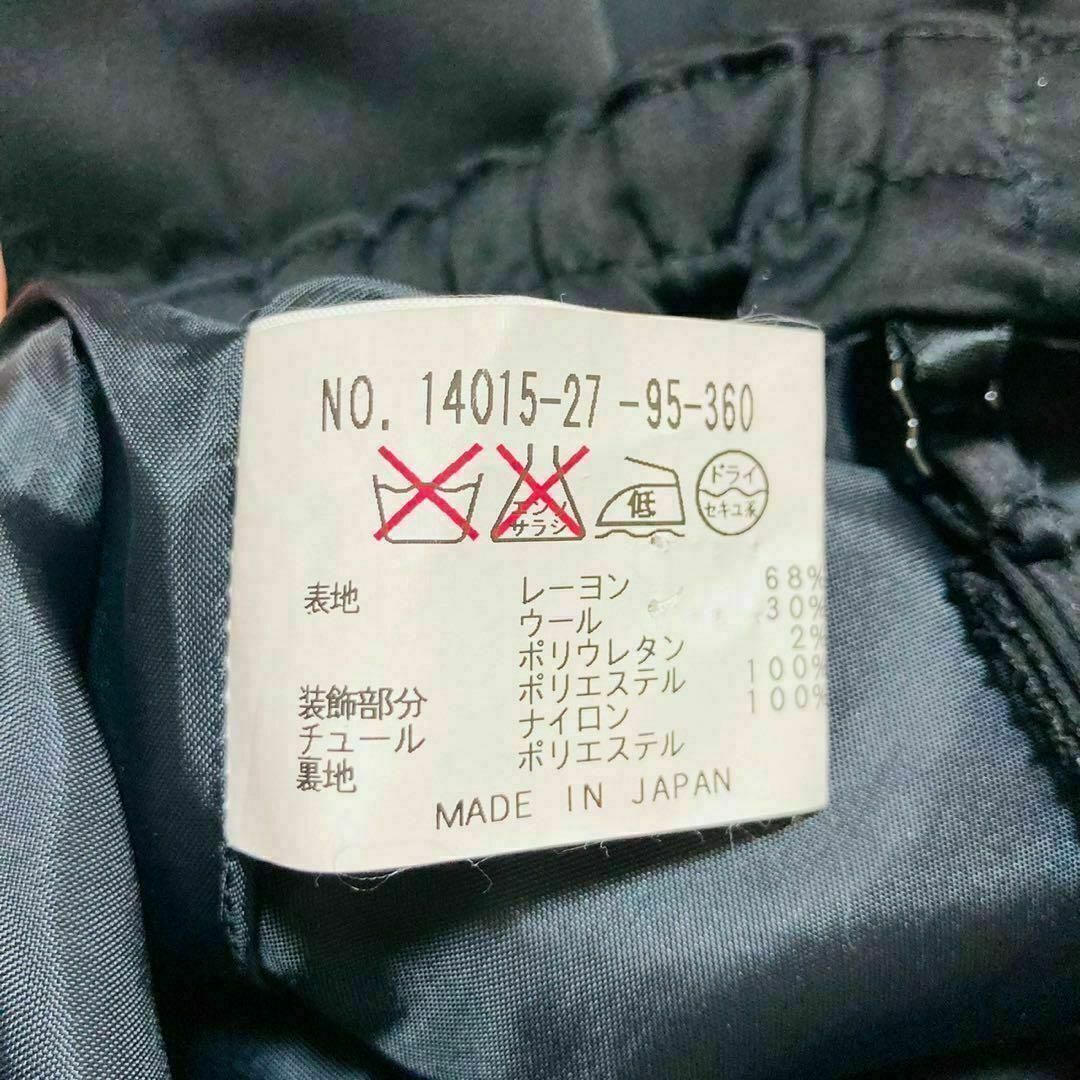 NO. 14015-27-95-360
エンソ
サラシ
低
ドライ
セキユ系
表地 レーヨン 68%
ウール 30%
ポリウレタン 2%
装飾部分 ポリエステル 100%
チュール ナイロン 100%
裏地 ポリエステル
MADE IN JAPAN